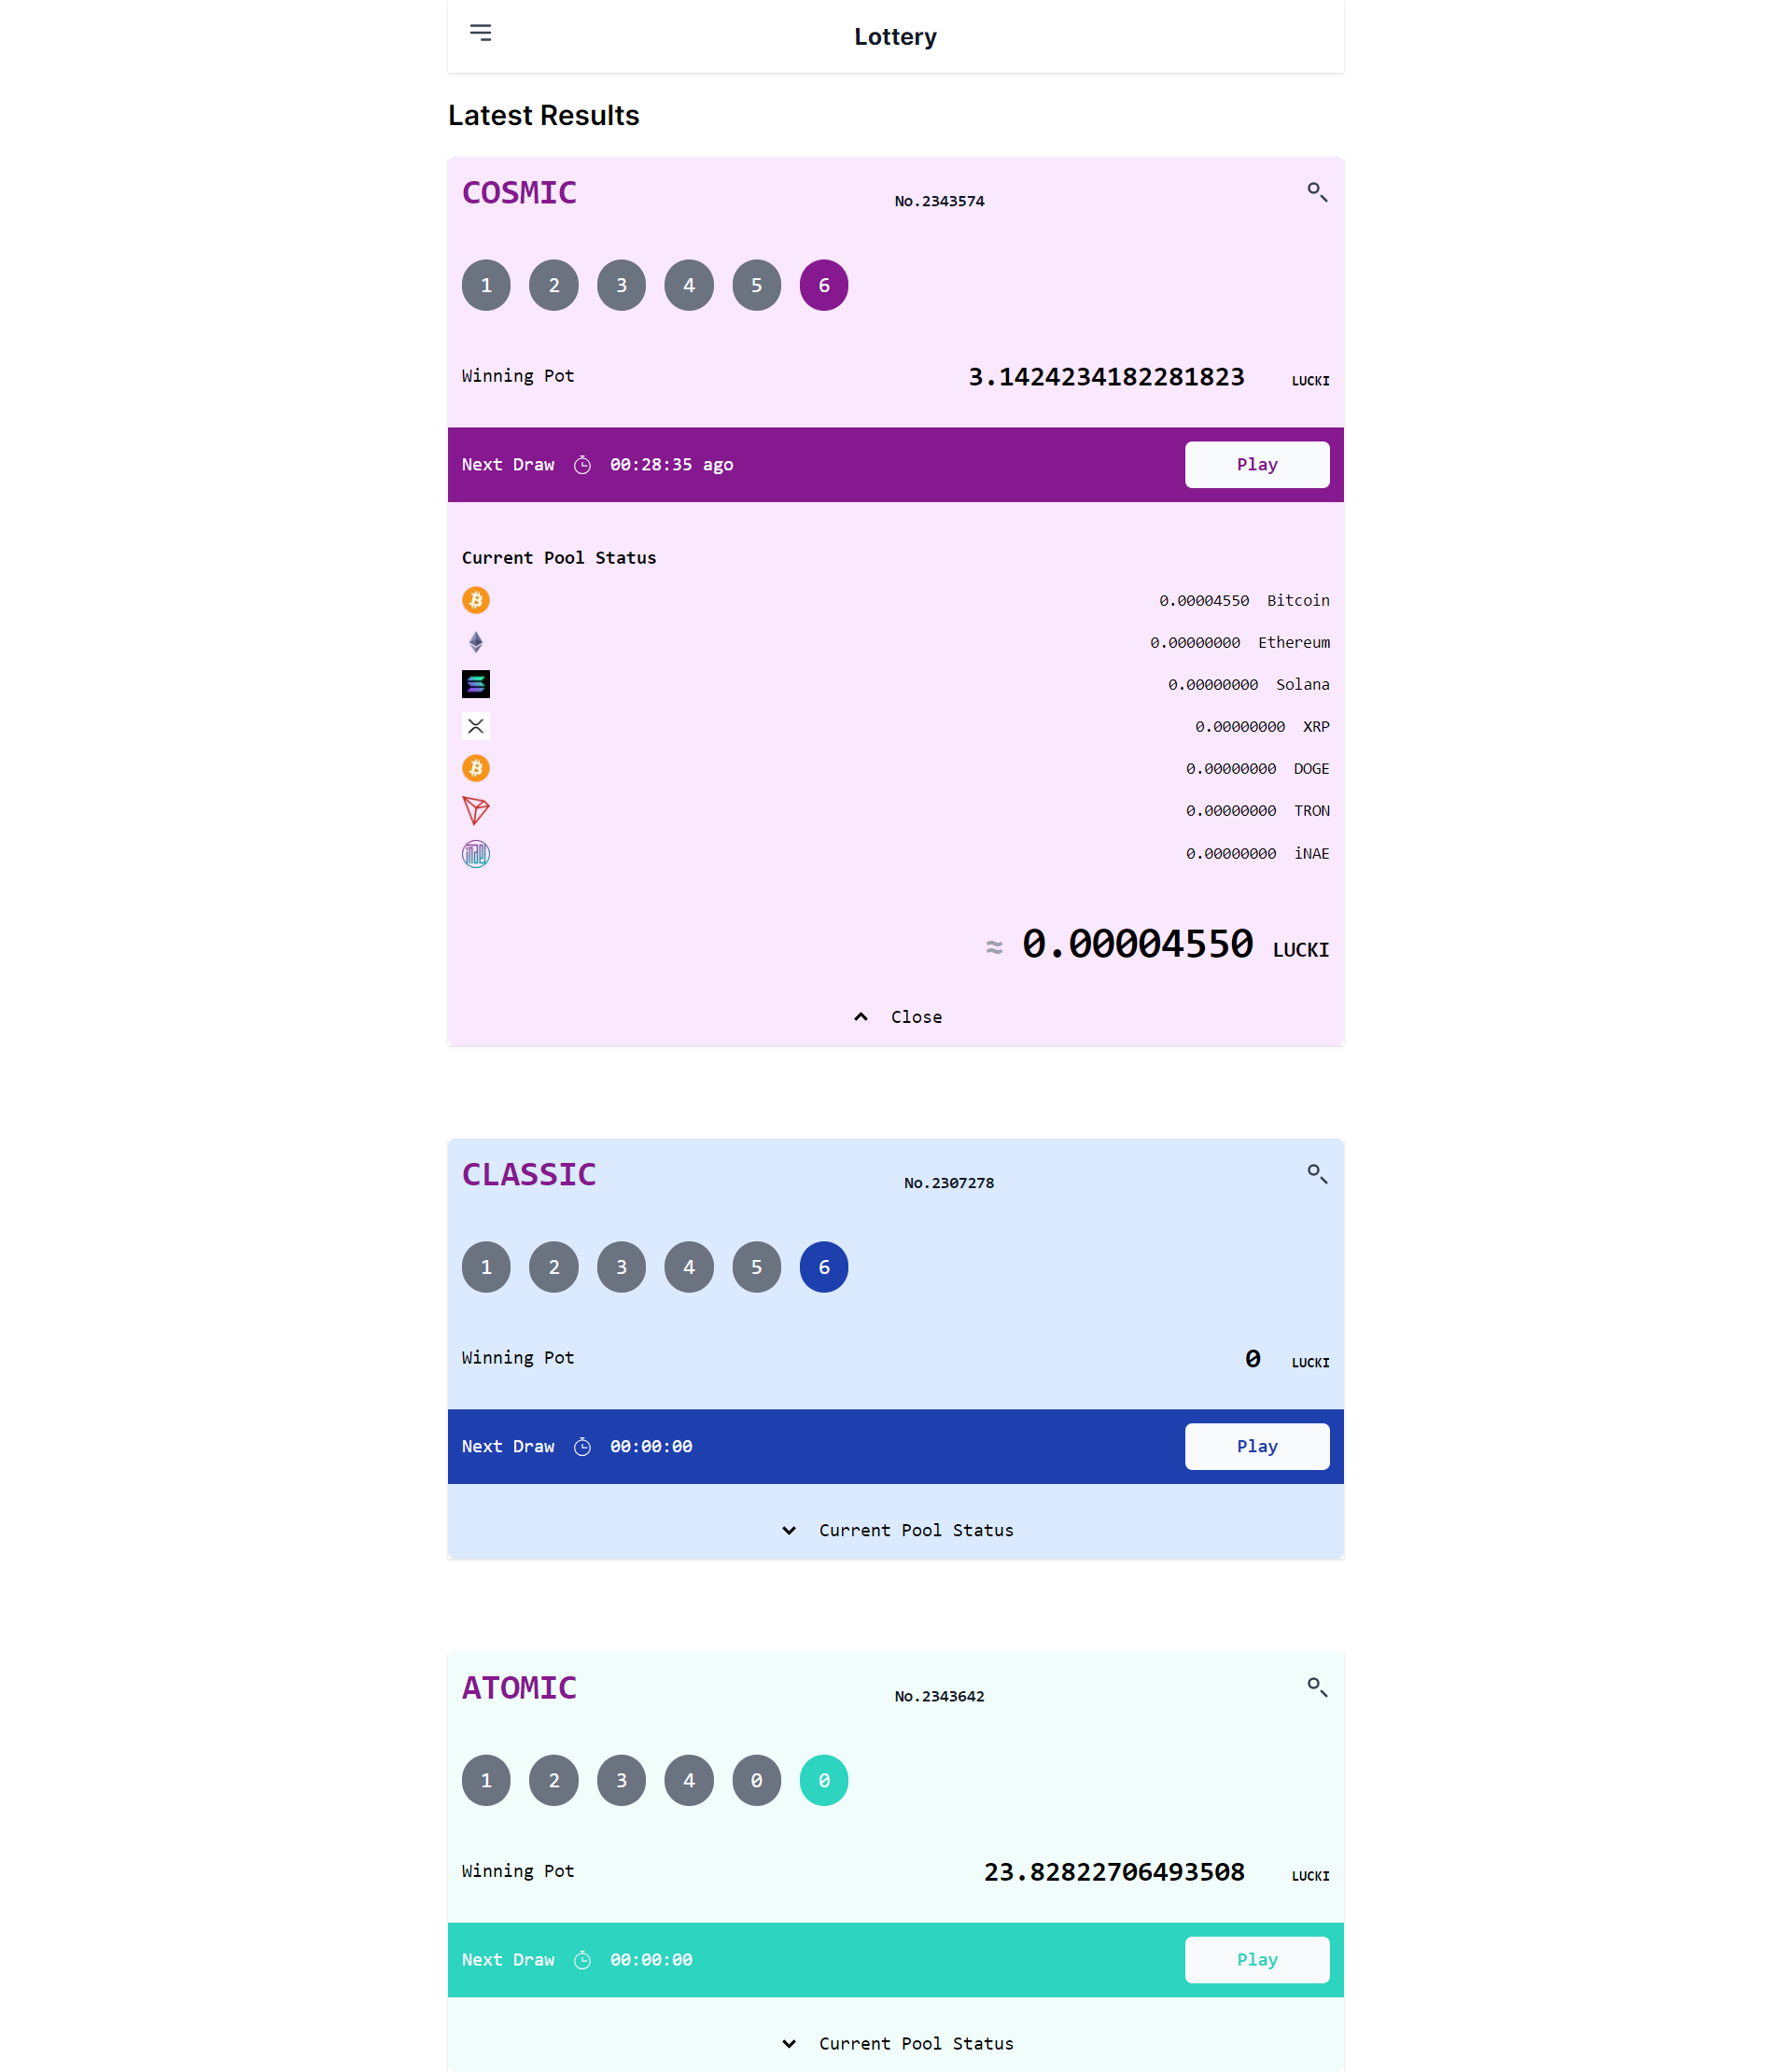 Lottery
Latest Results
COSMIC No.2343574
1 2 3 4 5 6
Winning Pot 3.1424234182281823 LUCKI
Next Draw 00:28:35 ago Play
Current Pool Status
0.00004550 Bitcoin
0.00000000 Ethereum
0.00000000 Solana
0.00000000 XRP
0.00000000 DOGE
0.00000000 TRON
0.00000000 iNAE
≈ 0.00004550 LUCKI
Close
CLASSIC No.2307278
1 2 3 4 5 6
Winning Pot 0 LUCKI
Next Draw 00:00:00 Play
Current Pool Status
ATOMIC No.2343642
1 2 3 4 0 0
Winning Pot 23.82822706493508 LUCKI
Next Draw 00:00:00 Play
Current Pool Status